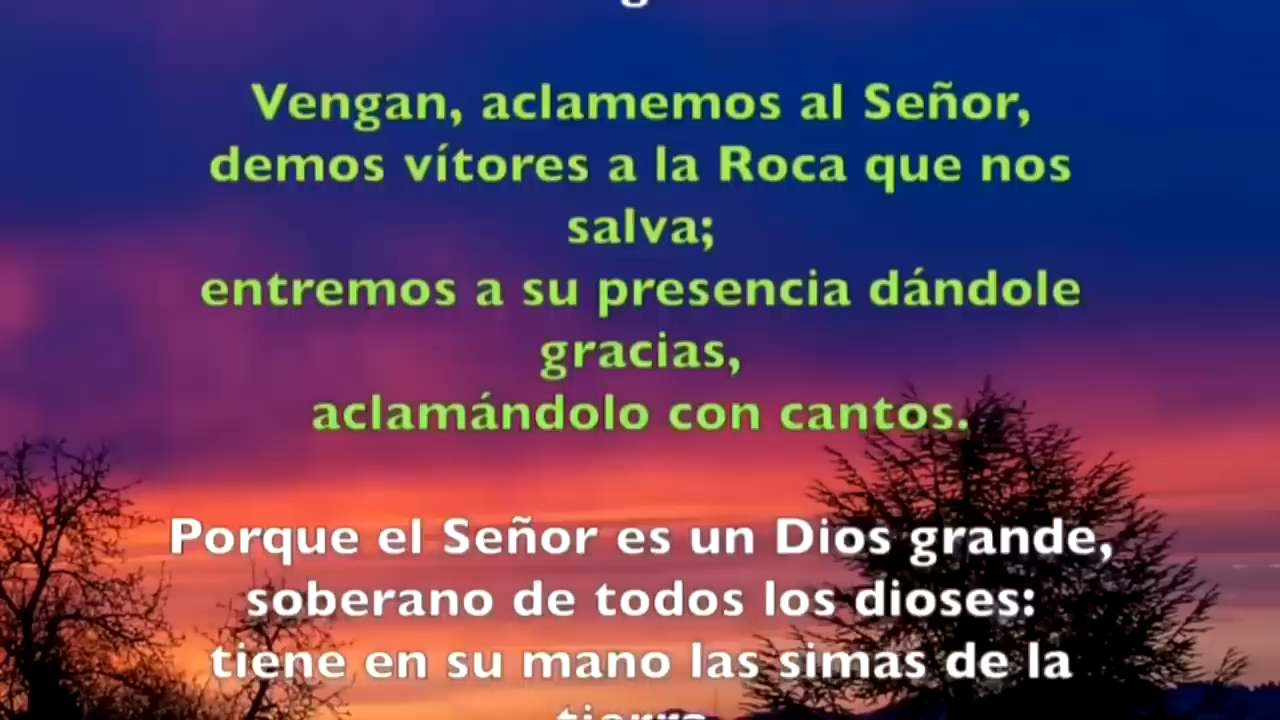 Vengan, aclamemos al Señor,
demos vítores a la Roca que nos
salva;
entremos a su presencia dándole
gracias,
aclamándolo con cantos.
Porque el Señor es un Dios grande,
soberano de todos los dioses:
tiene en su mano las simas de la
tierra